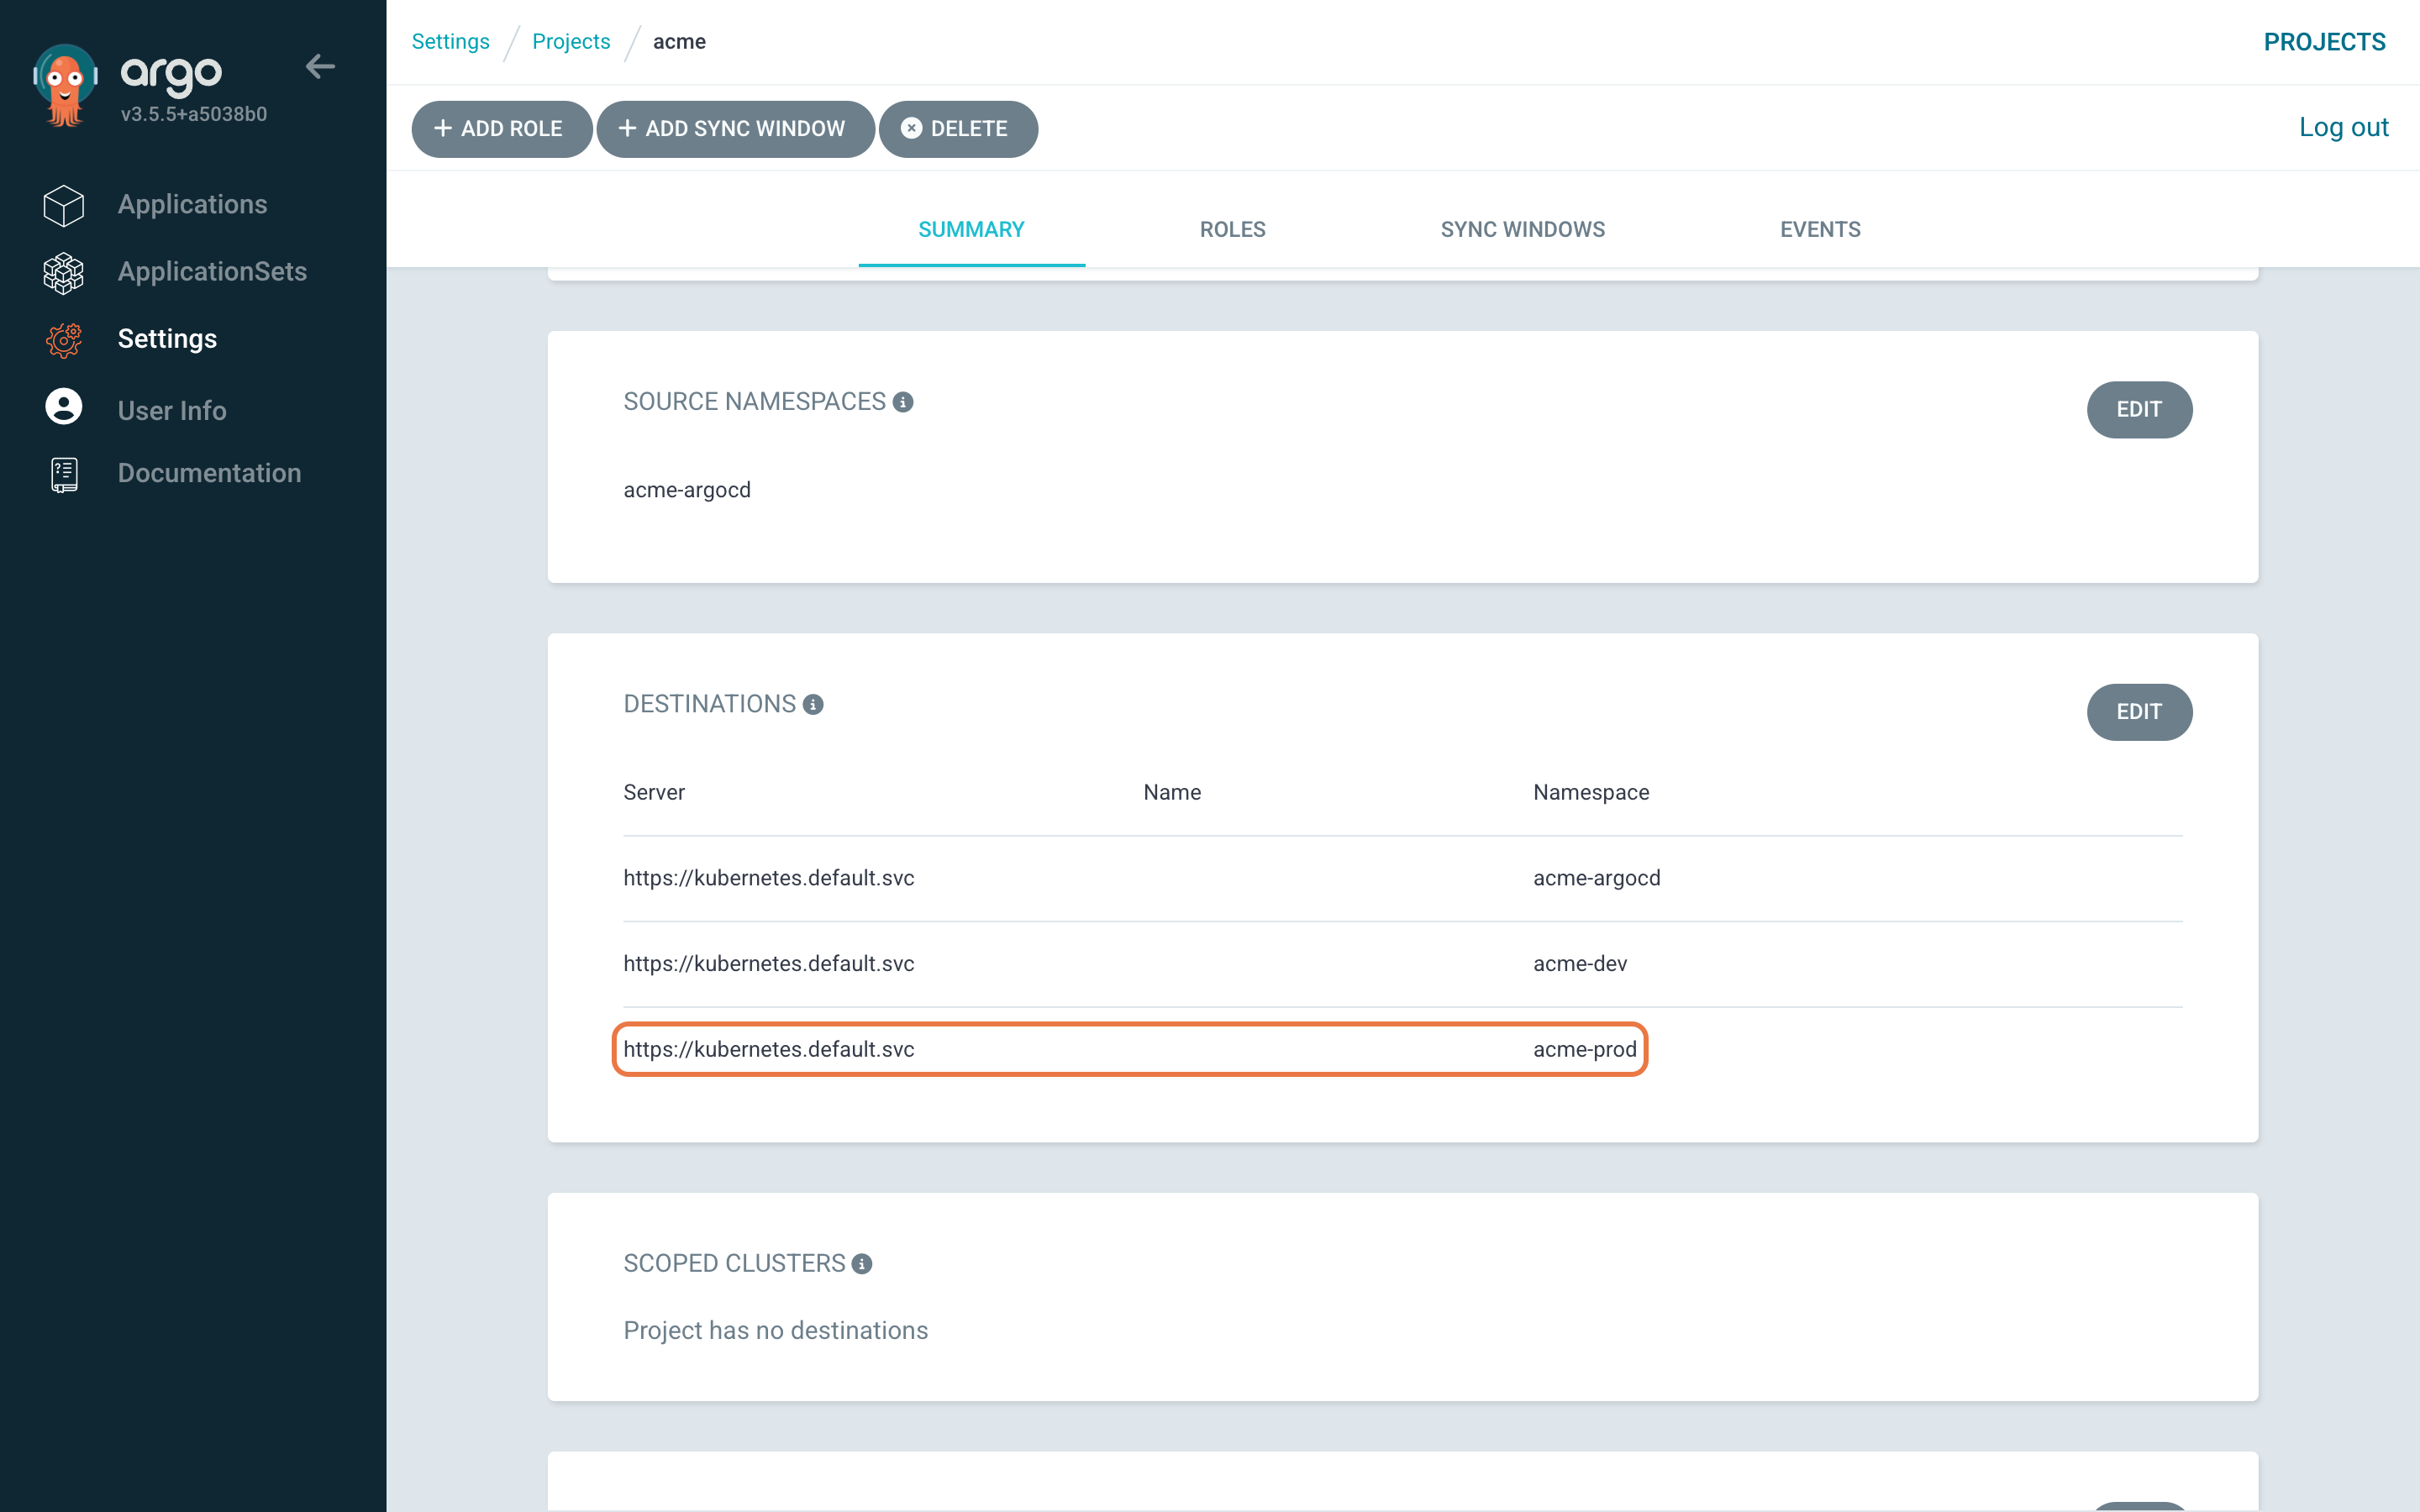 argo
v3.5.5+a5038b0
Applications
ApplicationSets
Settings
User Info
Documentation
Settings / Projects / acme
PROJECTS
+ ADD ROLE
+ ADD SYNC WINDOW
DELETE
Log out
SUMMARY
ROLES
SYNC WINDOWS
EVENTS
SOURCE NAMESPACES
EDIT
acme-argocd
DESTINATIONS
EDIT
Server Name Namespace
https://kubernetes.default.svc acme-argocd
https://kubernetes.default.svc acme-dev
https://kubernetes.default.svc acme-prod
SCOPED CLUSTERS
Project has no destinations